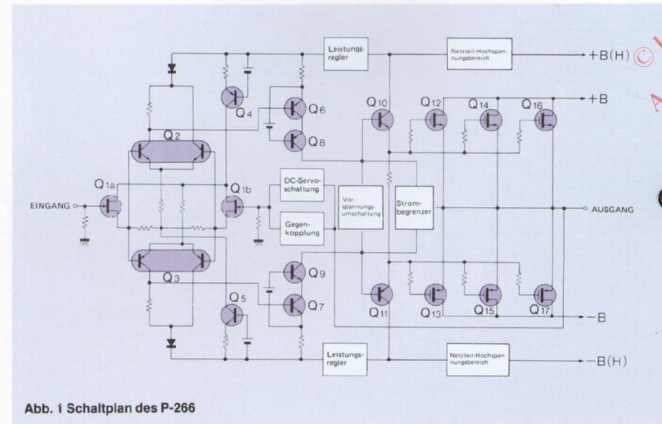 Leistungs-
regler
Netzteil-Hochspan
nungsbereich
+B(H)
©
A
Q4
Q6
Q10
Q12
Q14
Q16
+B
Q2
Q8
Q1a
Q1b
DC-Servo-
schaltung
EINGANG
Vor-
spannungs-
umschaltung
Strom-
begrenzer
AUSGANG
Gegen-
kopplung
Q3
Q9
Q5
Q7
Q11
Q13
Q15
Q17
-B
Leistungs-
regler
Netzteil-Hochspan
nungsbereich
-B(H)
Abb. 1 Schaltplan des P-266